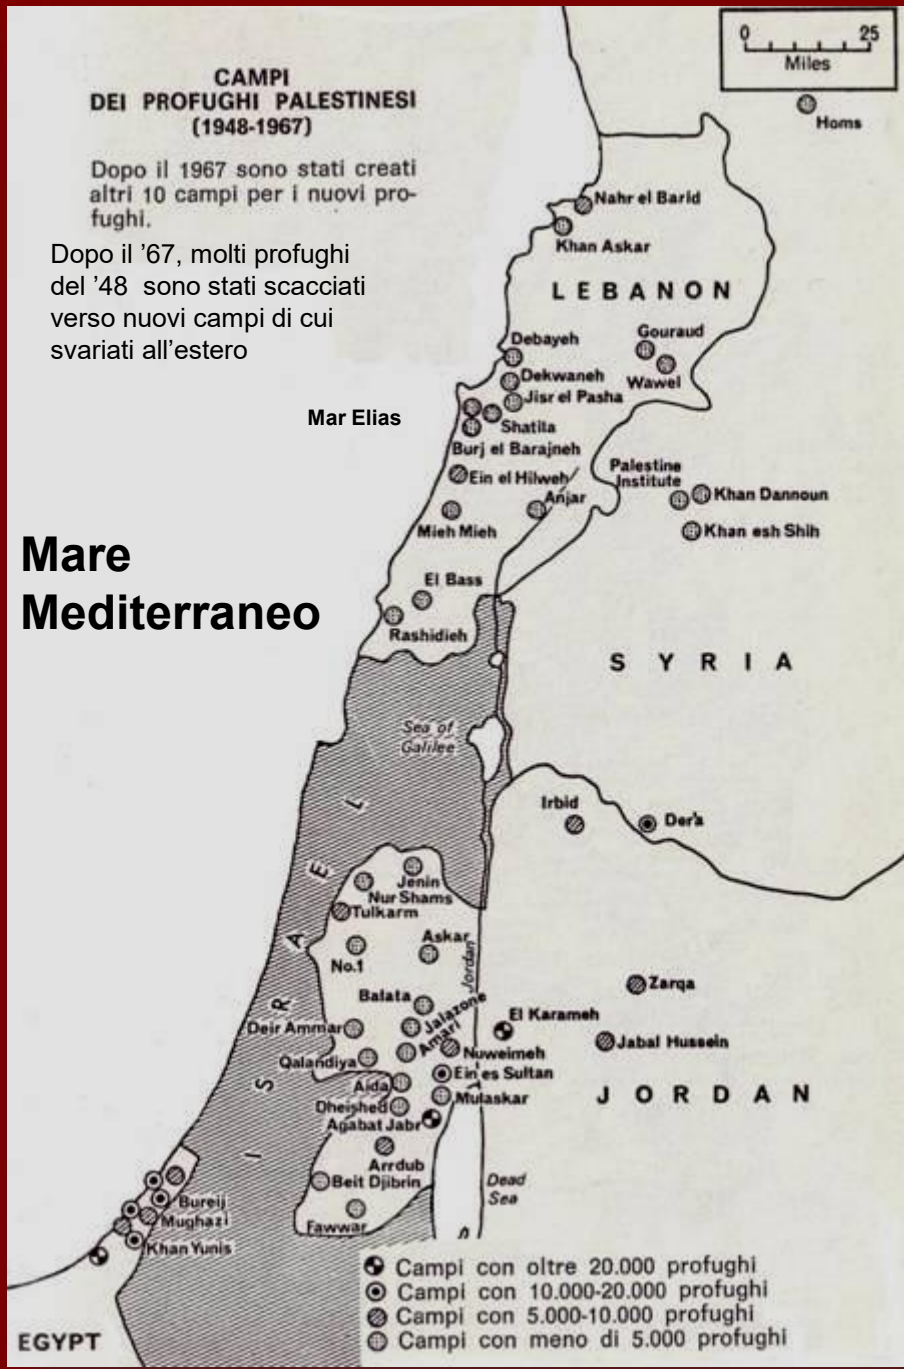 0 25
Miles
CAMPI
DEI PROFUGHI PALESTINESI
(1948-1967)
Dopo il 1967 sono stati creati
altri 10 campi per i nuovi pro-
fughi.
Dopo il ’67, molti profughi
del ’48 sono stati scacciati
verso nuovi campi di cui
svariati all’estero
Homs
Nahr el Barid
Khan Askar
LEBANON
Debayeh
Gouraud
Dekwaneh
Wawel
Jisr el Pasha
Mar Elias
Shatila
Burj el Barajneh
Ein el Hilweh
Palestine
Institute
Khan Dannoun
Anjar
Mieh Mieh
Khan esh Shih
Mare
Mediterraneo
El Bass
Rashidieh
SYRIA
Sea of
Galilee
Irbid
Der'a
ISRAEL
Jenin
Nur Shams
Tulkarm
Askar
No.1
Jordan
Zarqa
Balata
Jalazone
El Karameh
Deir Ammar
Amari
Jabal Hussein
Nuweimeh
Qalandiya
Ein es Sultan
Aida
Mulaskar
JORDAN
Dheished
Agabat Jabr
Arrdub
Beit Djibrin
Dead
Sea
Fawwar
Bureij
Mughazi
Khan Yunis
Campi con oltre 20.000 profughi
Campi con 10.000-20.000 profughi
Campi con 5.000-10.000 profughi
Campi con meno di 5.000 profughi
EGYPT